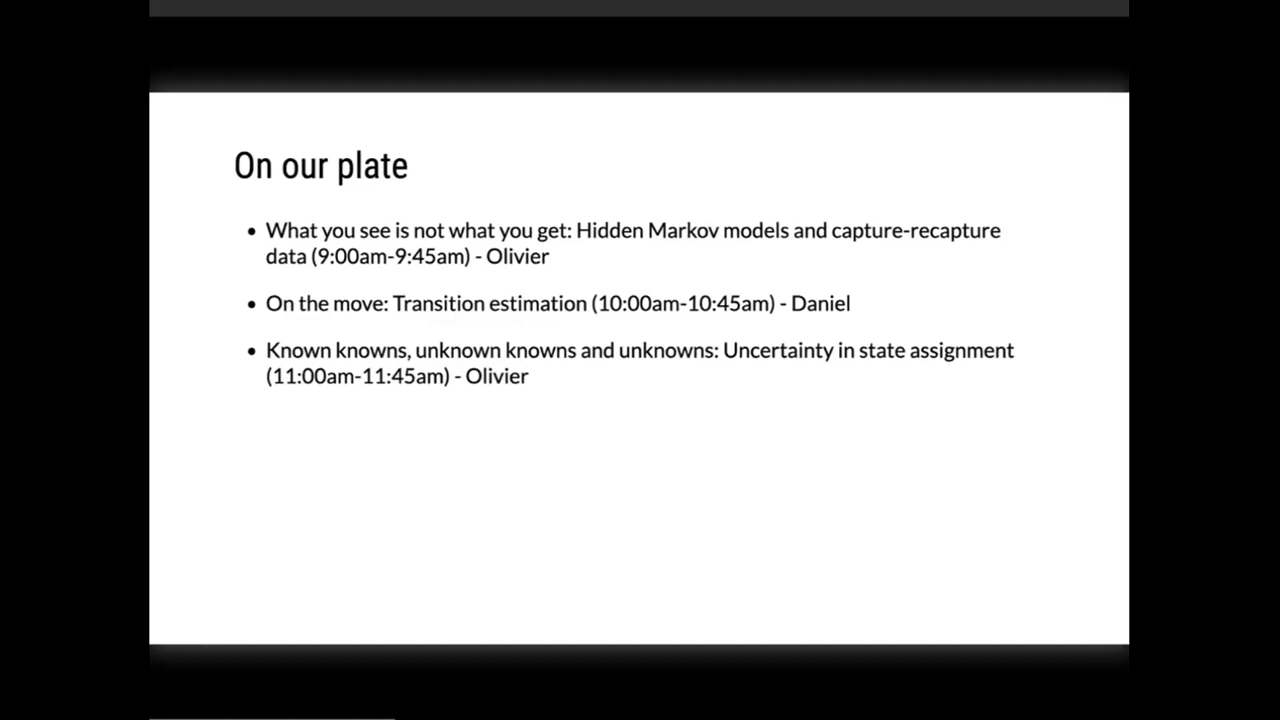 On our plate
• What you see is not what you get: Hidden Markov models and capture-recapture
data (9:00am-9:45am) - Olivier
• On the move: Transition estimation (10:00am-10:45am) - Daniel
• Known knowns, unknown knowns and unknowns: Uncertainty in state assignment
(11:00am-11:45am) - Olivier